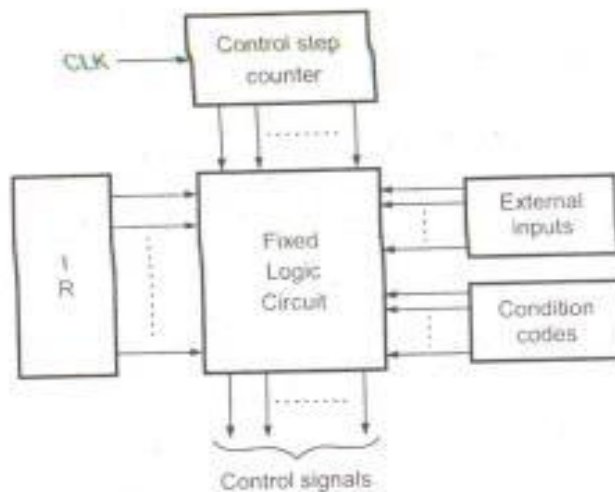 Control step
counter
CLK
External
Inputs
I
R
Fixed
Logic
Circuit
Condition
codes
Control signals